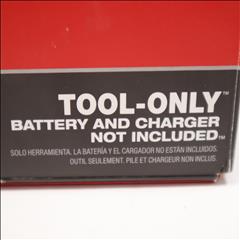 TOOL-ONLY™
BATTERY AND CHARGER
NOT INCLUDED™
SOLO HERRAMIENTA. LA BATERÍA Y EL CARGADOR NO ESTÁN INCLUIDOS.
OUTIL SEULEMENT. PILE ET CHARGEUR NON INCLUS.